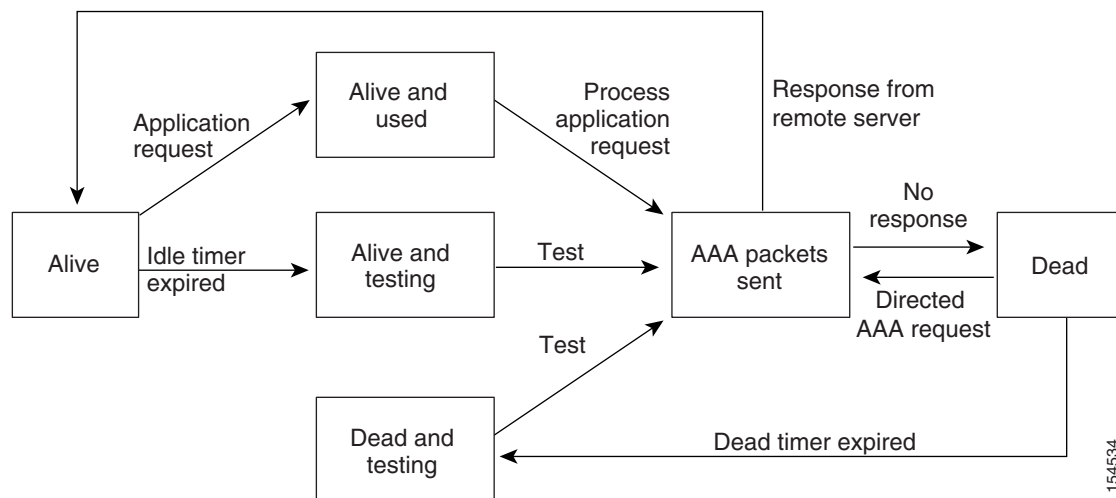 Alive and
used
Process
application
request
Response from
remote server
Application
request
No
response
Alive
Idle timer
expired
Alive and
testing
Test
AAA packets
sent
Dead
Directed
AAA request
Test
Dead and
testing
Dead timer expired
154534